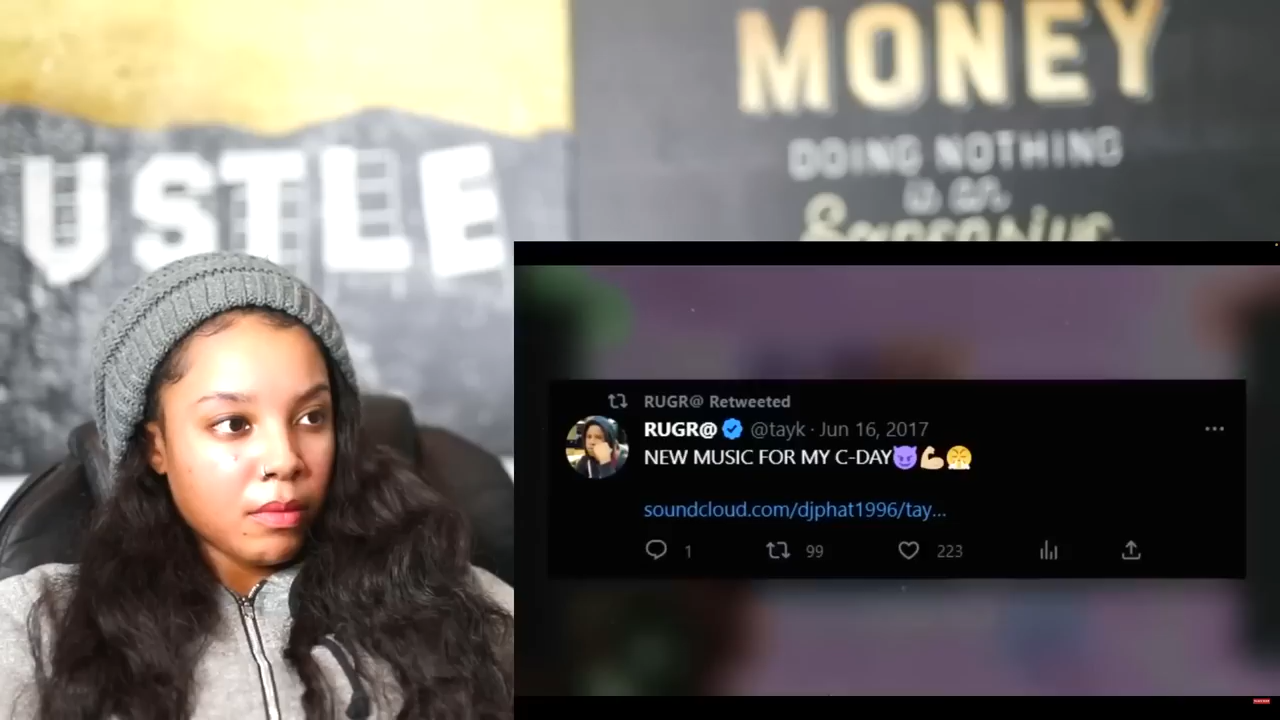 USTLE
MONEY
DOING NOTHING
RUGR@ Retweeted
RUGR@ @tayk · Jun 16, 2017
NEW MUSIC FOR MY C-DAY😈💪🏼😤
soundcloud.com/djphat1996/tay...
1 99 223